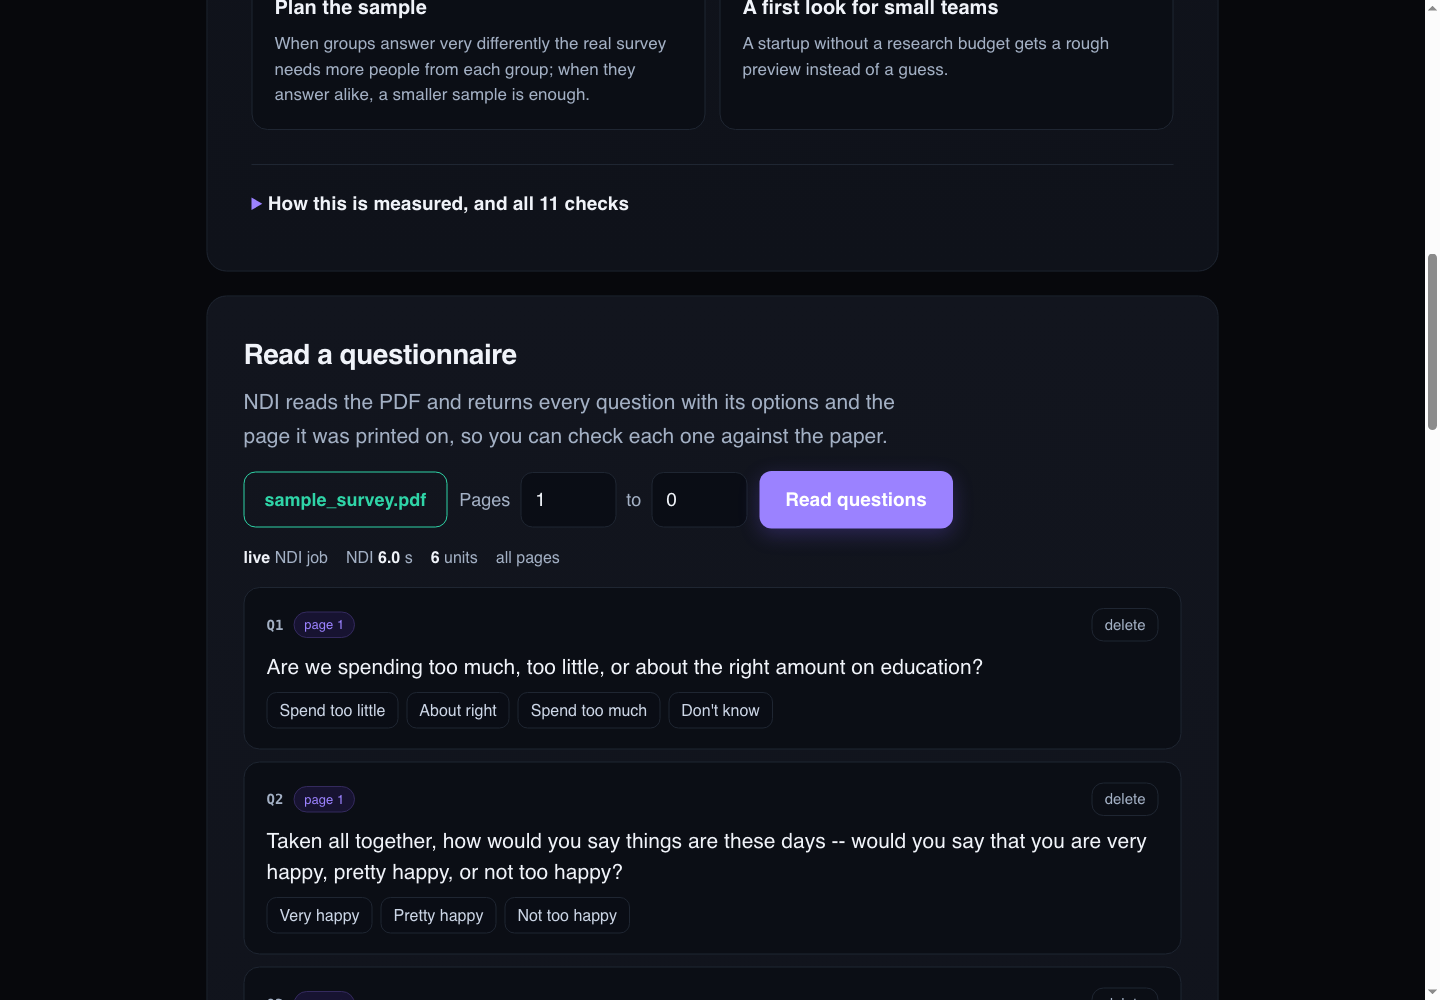 Plan the sample
When groups answer very differently the real survey
needs more people from each group; when they
answer alike, a smaller sample is enough.
A first look for small teams
A startup without a research budget gets a rough
preview instead of a guess.
How this is measured, and all 11 checks
Read a questionnaire
NDI reads the PDF and returns every question with its options and the
page it was printed on, so you can check each one against the paper.
sample_survey.pdf Pages 1 to 0 Read questions
live NDI job NDI 6.0 s 6 units all pages
Q1 page 1 delete
Are we spending too much, too little, or about the right amount on education?
Spend too little About right Spend too much Don't know
Q2 page 1 delete
Taken all together, how would you say things are these days -- would you say that you are very
happy, pretty happy, or not too happy?
Very happy Pretty happy Not too happy